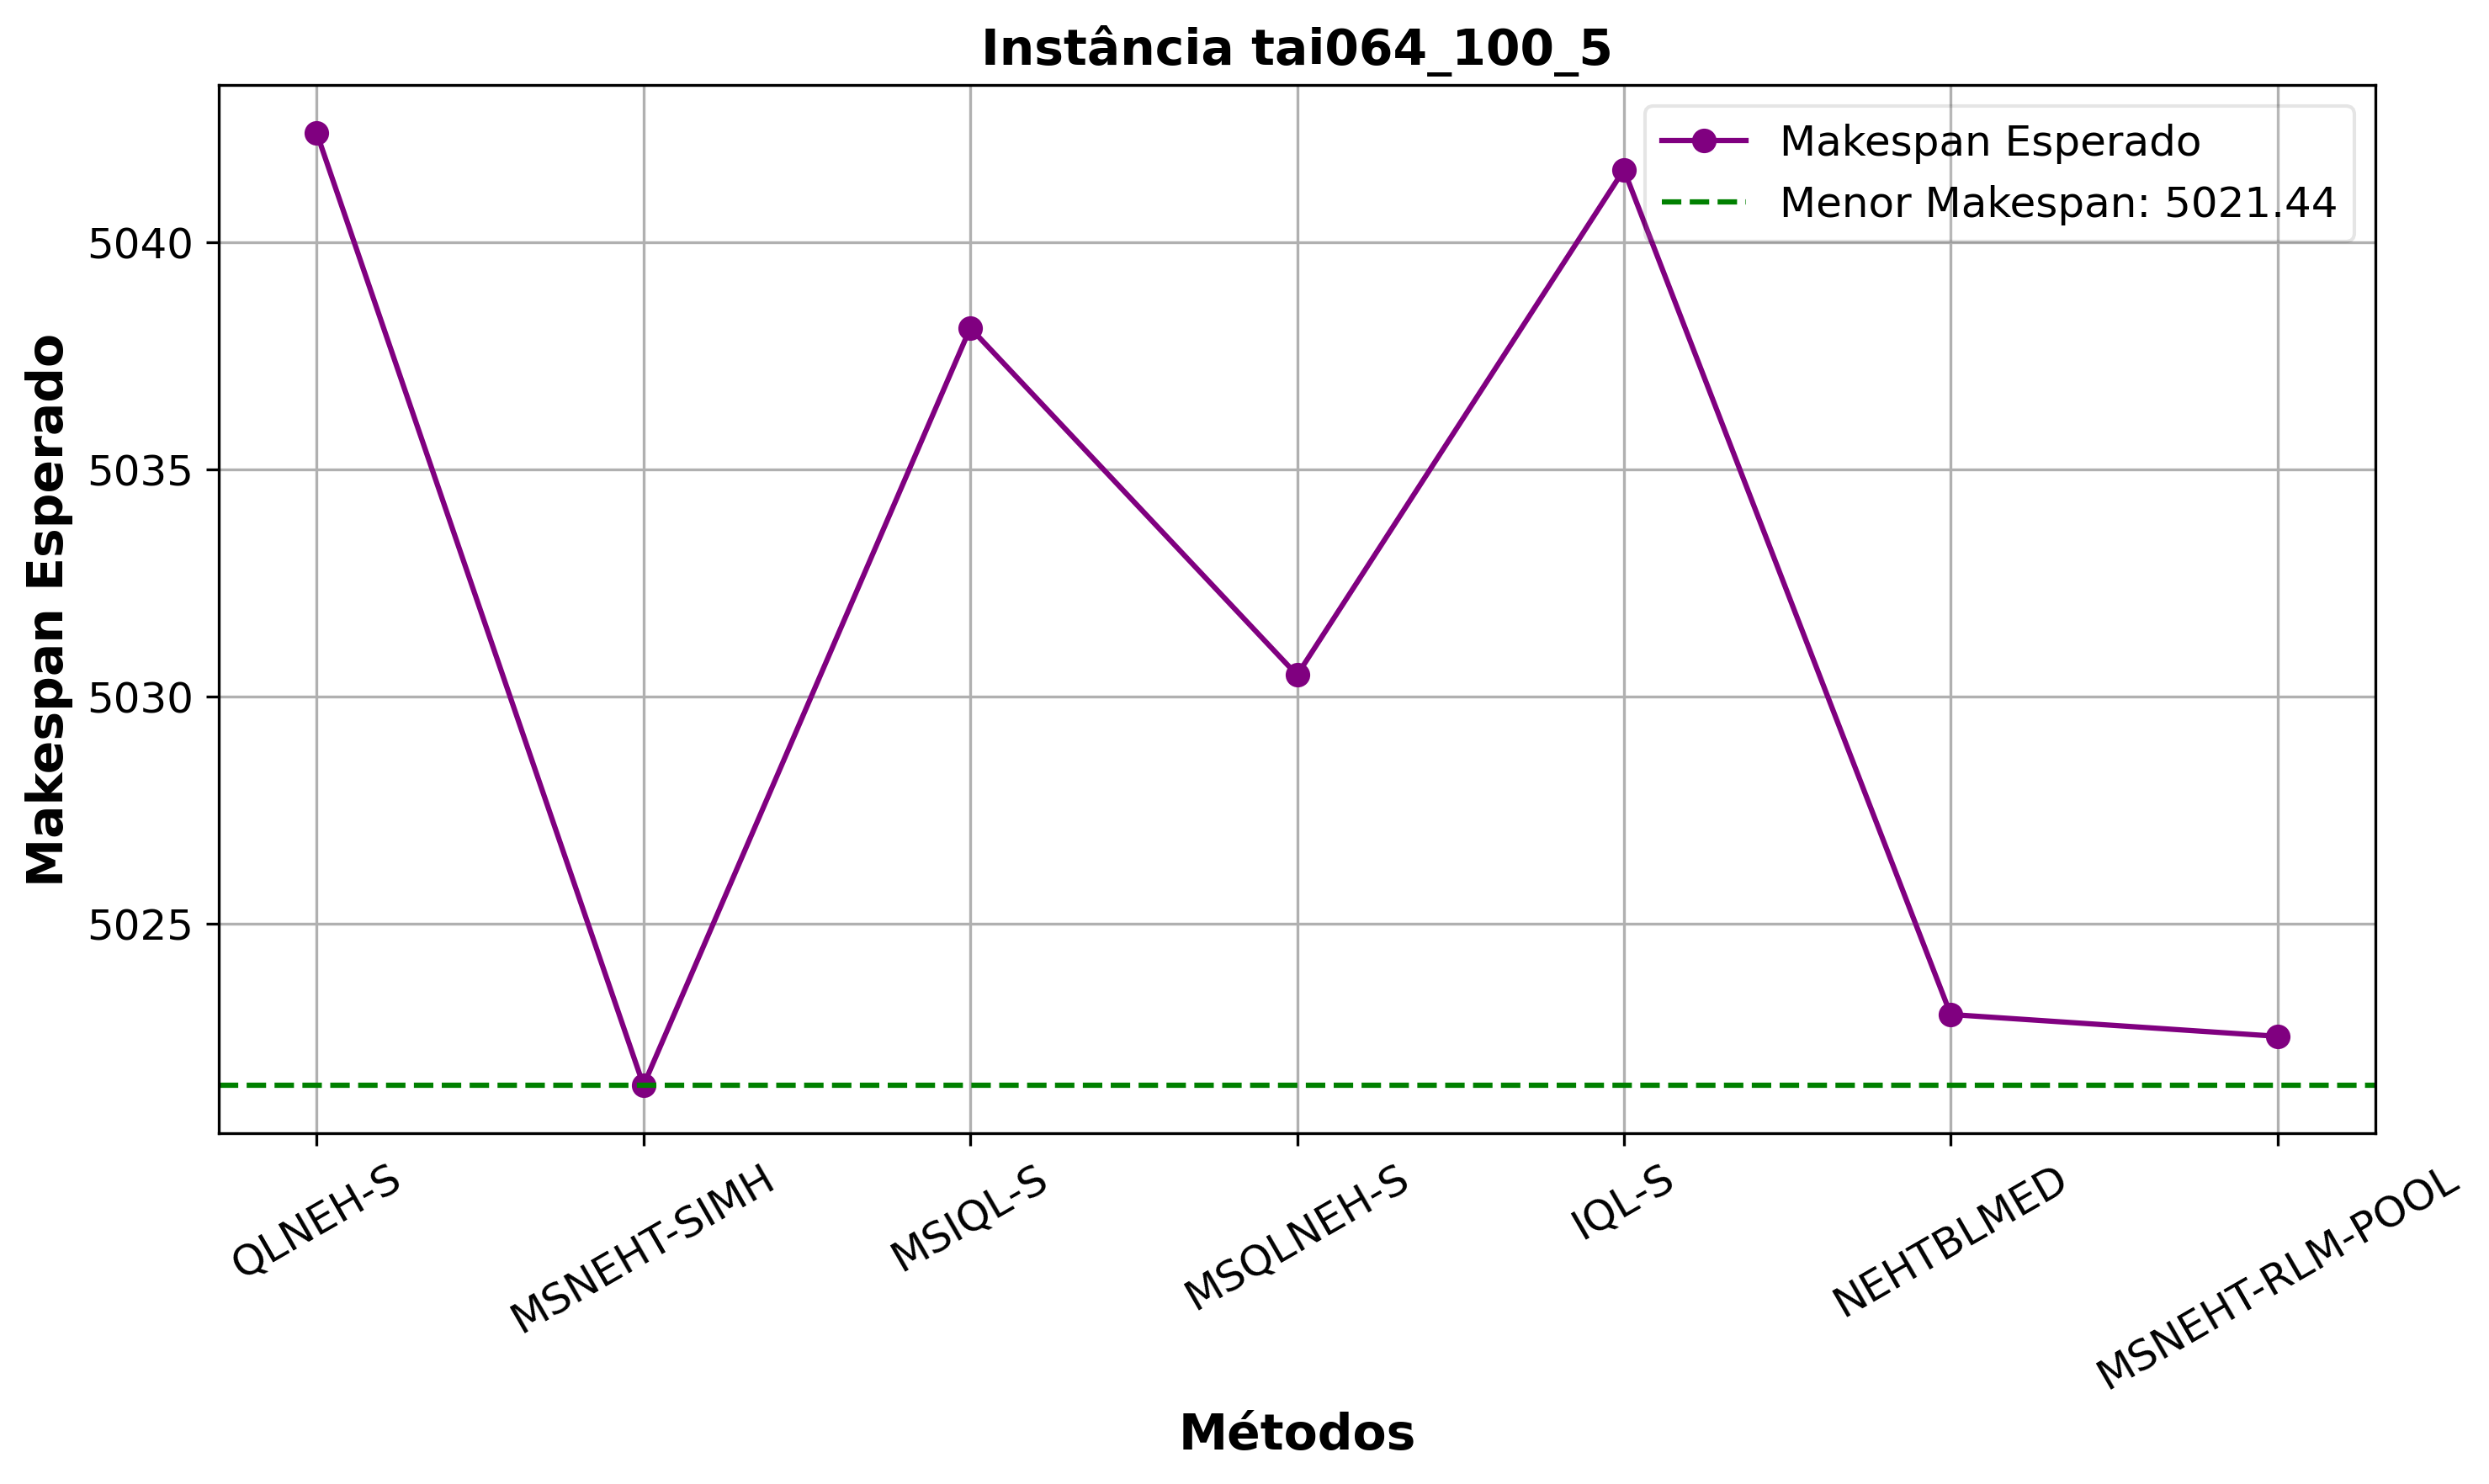 Instância tai064_100_5
Makespan Esperado
Menor Makespan: 5021.44
Makespan Esperado
5040
5035
5030
5025
QLNEH-S
MSNEHT-SIMH
MSIQL-S
MSQLNEH-S
IQL-S
NEHTBLMED
MSNEHT-RLM-POOL
Métodos